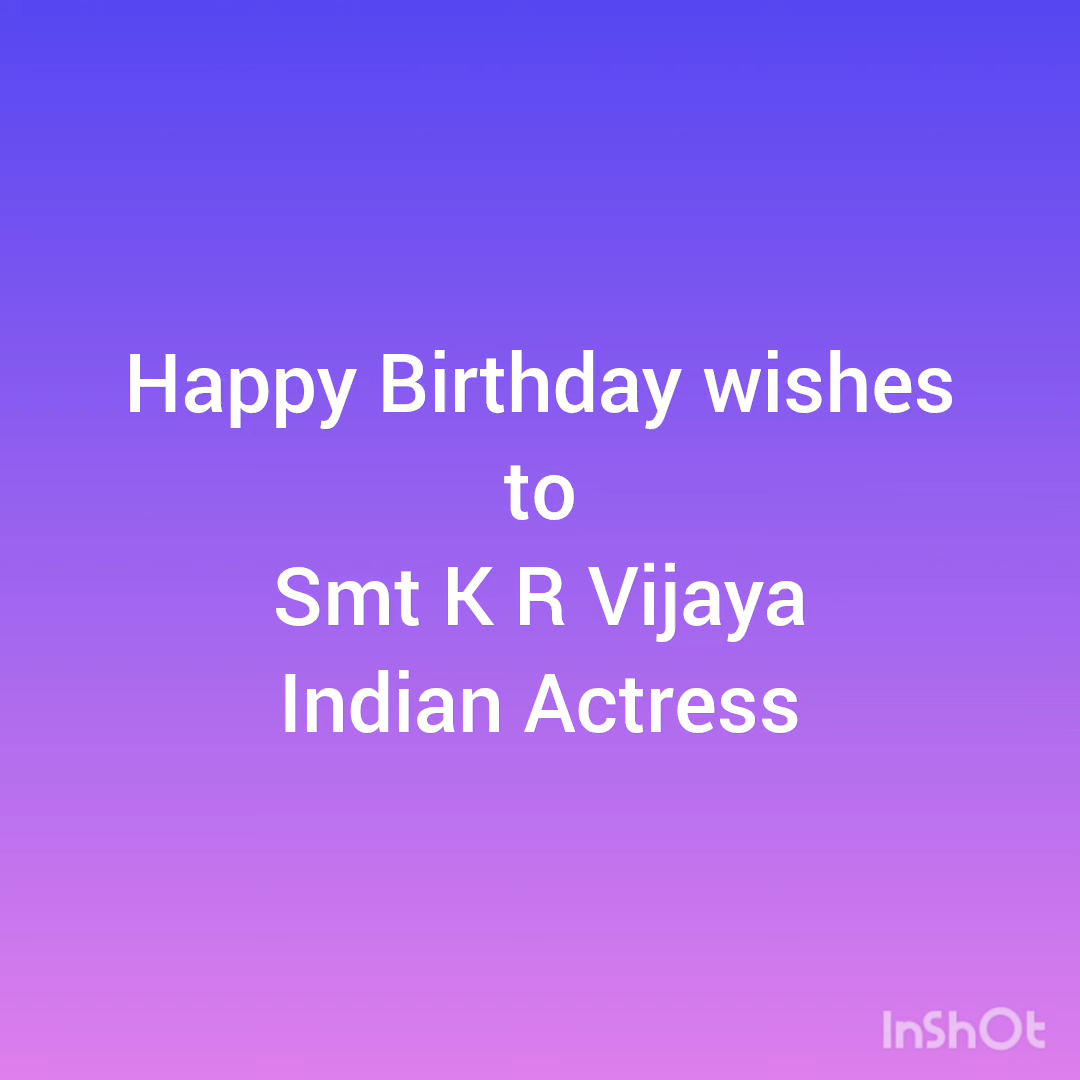 Happy Birthday wishes
to
Smt K R Vijaya
Indian Actress
InShOt